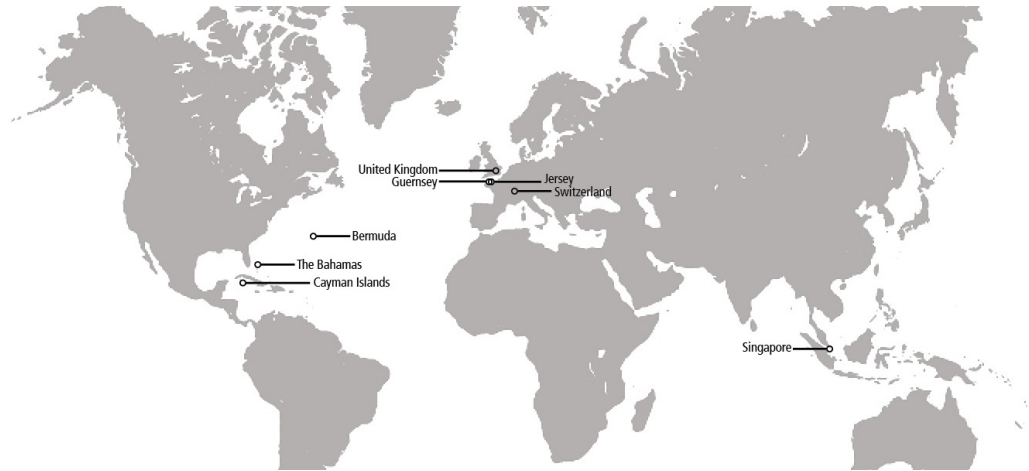 United Kingdom
Guernsey
Jersey
Switzerland
Bermuda
The Bahamas
Cayman Islands
Singapore